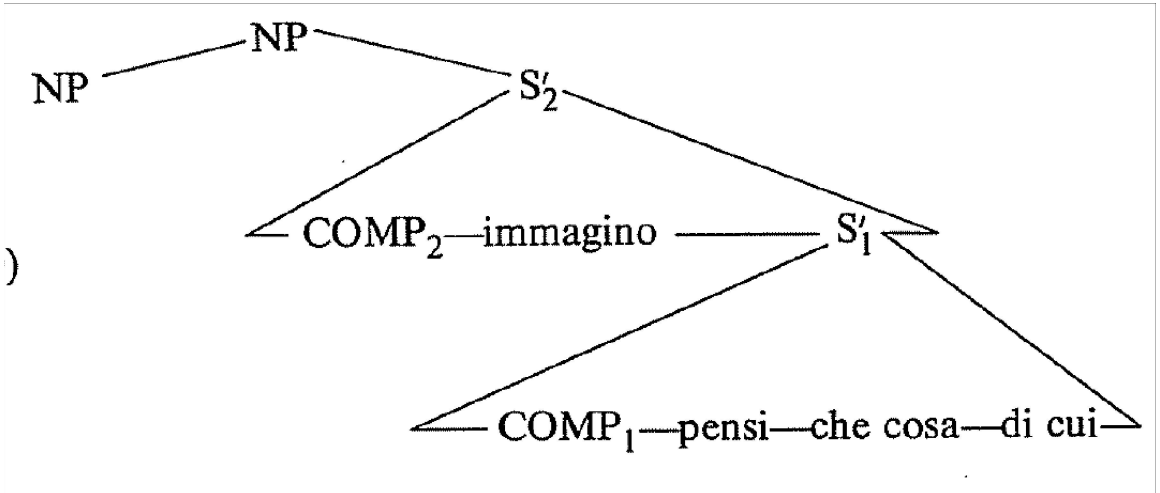 NP
NP
S′₂
COMP₂—immagino — S′₁
)
COMP₁—pensi—che cosa—di cui